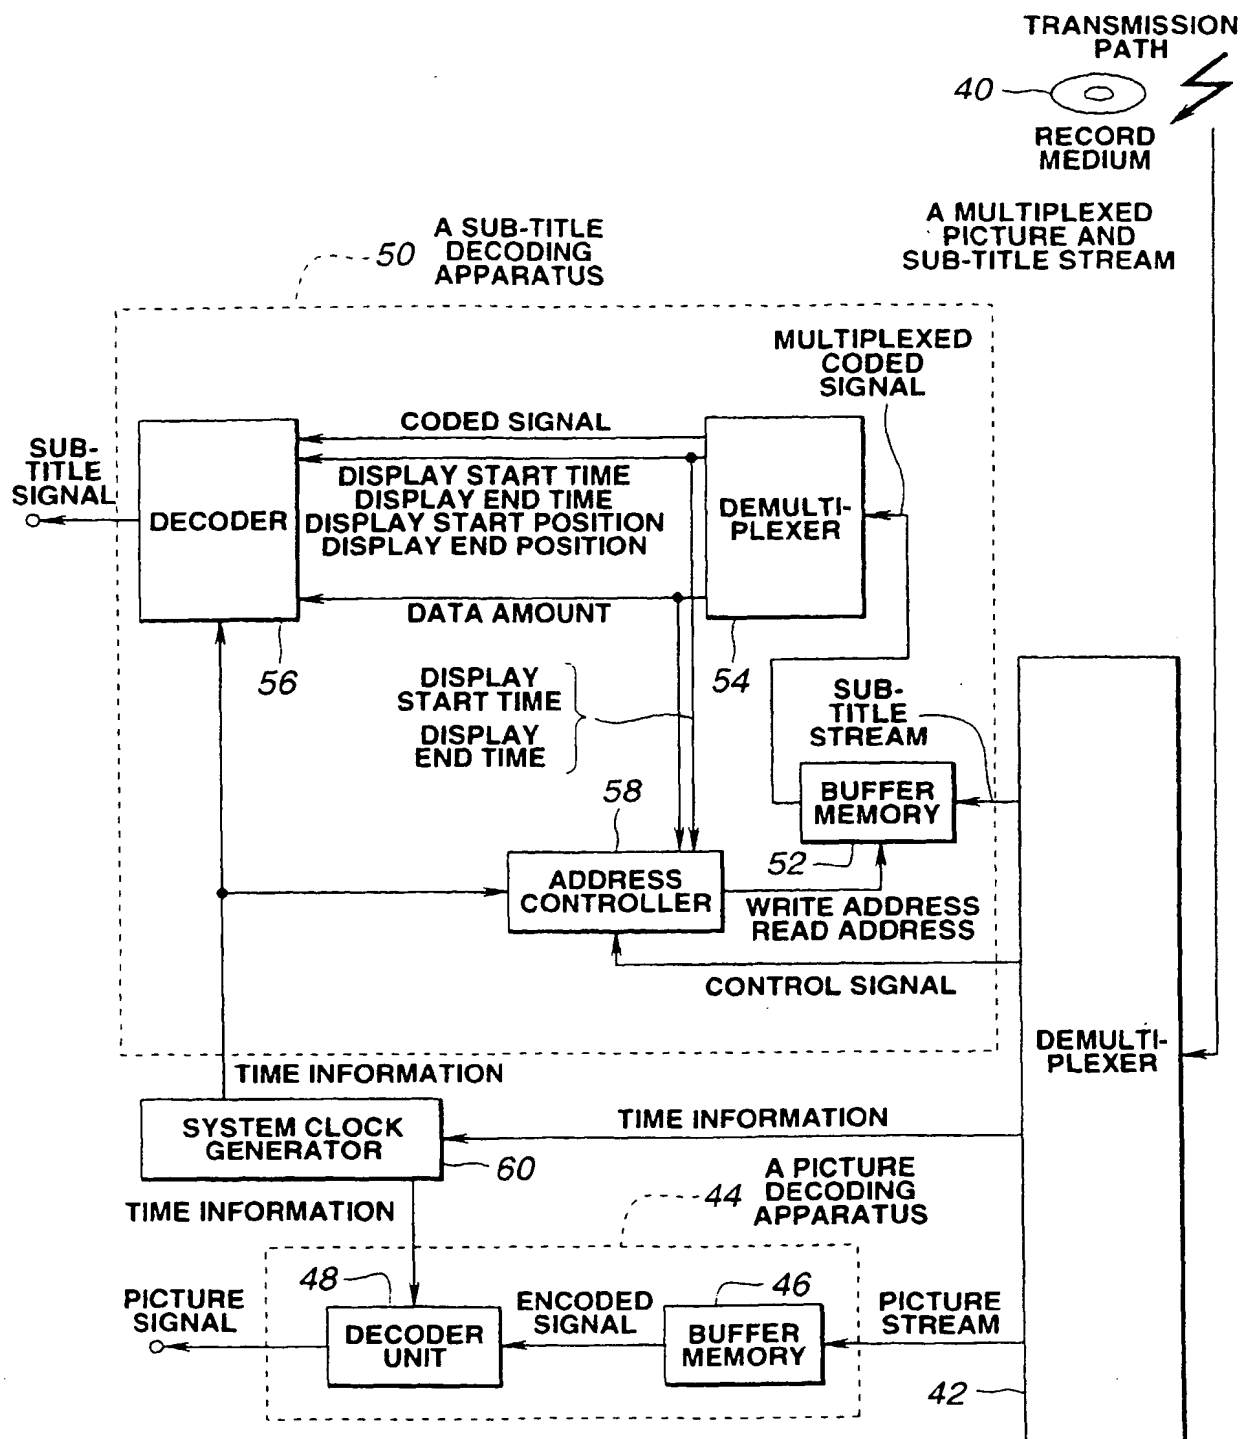 TRANSMISSION
PATH
40
RECORD
MEDIUM
A MULTIPLEXED
PICTURE AND
SUB-TITLE STREAM
50
A SUB-TITLE
DECODING
APPARATUS
MULTIPLEXED
CODED
SIGNAL
CODED SIGNAL
SUB-
TITLE
SIGNAL
DECODER
DISPLAY START TIME
DISPLAY END TIME
DISPLAY START POSITION
DISPLAY END POSITION
DEMULTI-
PLEXER
DATA AMOUNT
56
54
DISPLAY
START TIME
DISPLAY
END TIME
SUB-
TITLE
STREAM
58
BUFFER
MEMORY
52
ADDRESS
CONTROLLER
WRITE ADDRESS
READ ADDRESS
CONTROL SIGNAL
DEMULTI-
PLEXER
TIME INFORMATION
SYSTEM CLOCK
GENERATOR
TIME INFORMATION
60
TIME INFORMATION
44
A PICTURE
DECODING
APPARATUS
48
46
PICTURE
SIGNAL
DECODER
UNIT
ENCODED
SIGNAL
BUFFER
MEMORY
PICTURE
STREAM
42